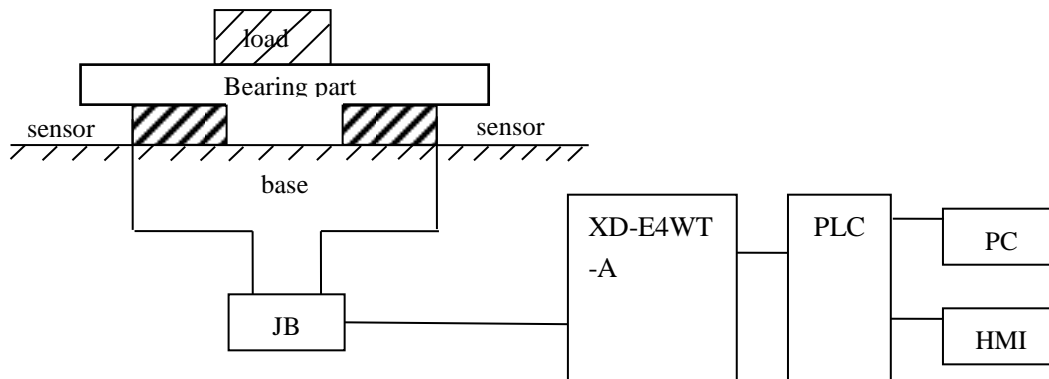 load
Bearing part
sensor
sensor
base
XD-E4WT
-A
PLC
PC
JB
HMI